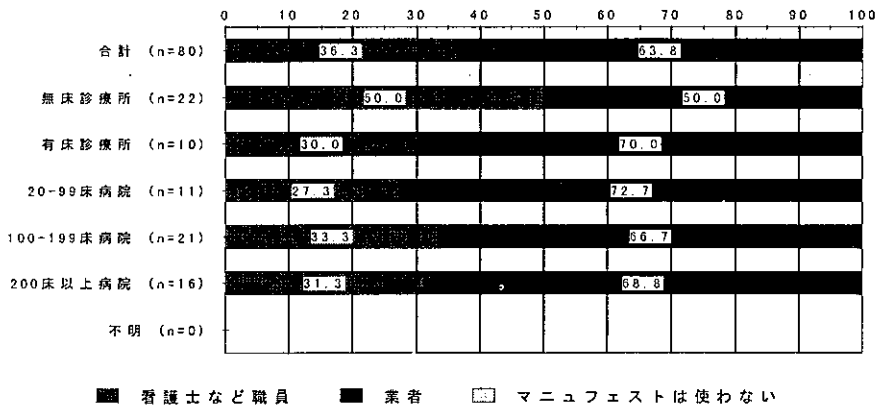 0 10 20 30 40 50 60 70 80 90 100
合計 (n=80) 36.3 63.8
無床診療所 (n=22) 50.0 50.0
有床診療所 (n=10) 30.0 70.0
20-99床病院 (n=11) 27.3 72.7
100-199床病院 (n=21) 33.3 66.7
200床以上病院 (n=16) 31.3 68.8
不明 (n=0)
看護士など職員 業者 マニュフェストは使わない